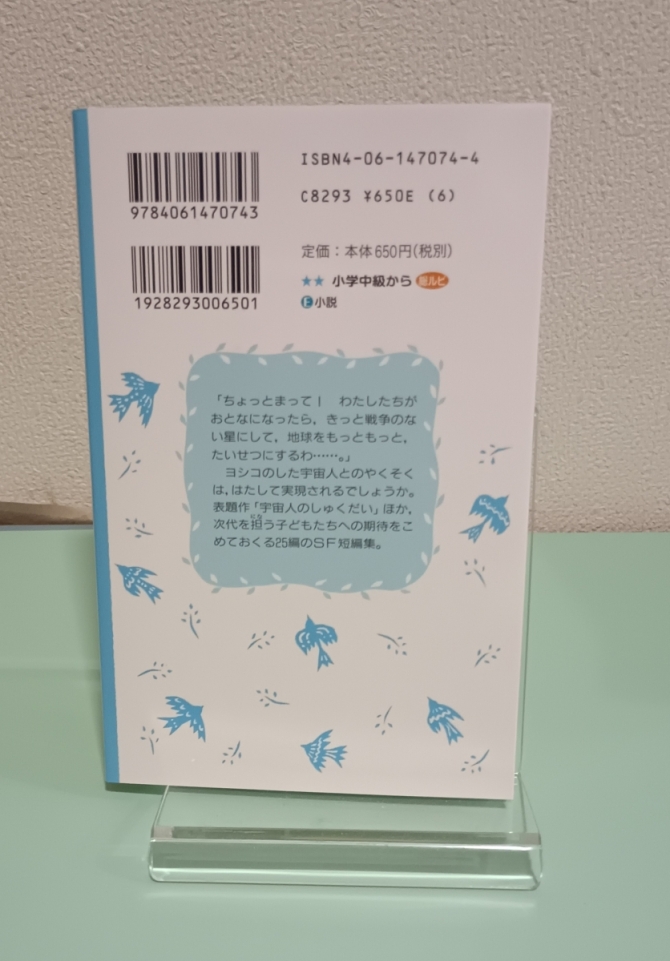 ISBN4-06-147074-4
9784061470743
C8293 ¥650E (6)
1928293006501
定価：本体650円(税別)
★★ 小学中級から 総ルビ
F小説
「ちょっとまって！ わたしたちが
おとなになったら，きっと戦争のな
い星にして，地球をもっともっと，
たいせつにするわ……。」
ヨシコのした宇宙人とのやくそく
は，はたして実現されるでしょうか。
表題作「宇宙人のしゅくだい」ほか，
になう
次代を担う子どもたちへの期待をこ
めておくる25編のＳＦ短編集。